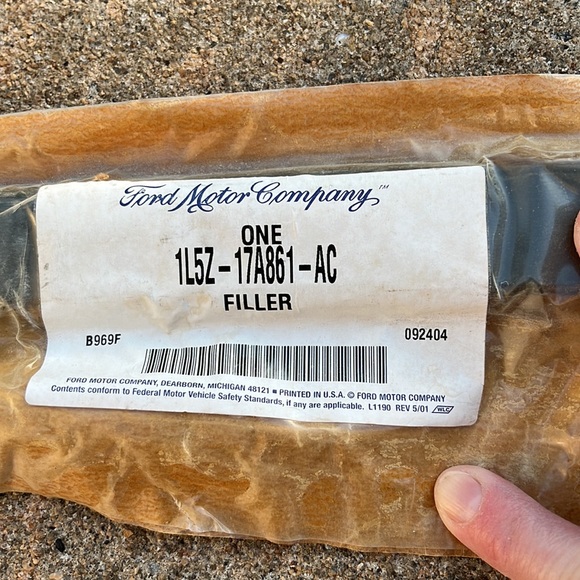 Ford Motor Company™
ONE
1L5Z-17A861-AC
FILLER
B969F 092404
FORD MOTOR COMPANY, DEARBORN, MICHIGAN 48121 ■ PRINTED IN U.S.A. © FORD MOTOR COMPANY
Contents conform to Federal Motor Vehicle Safety Standards, if any are applicable. L1190 REV 5/01 WLC